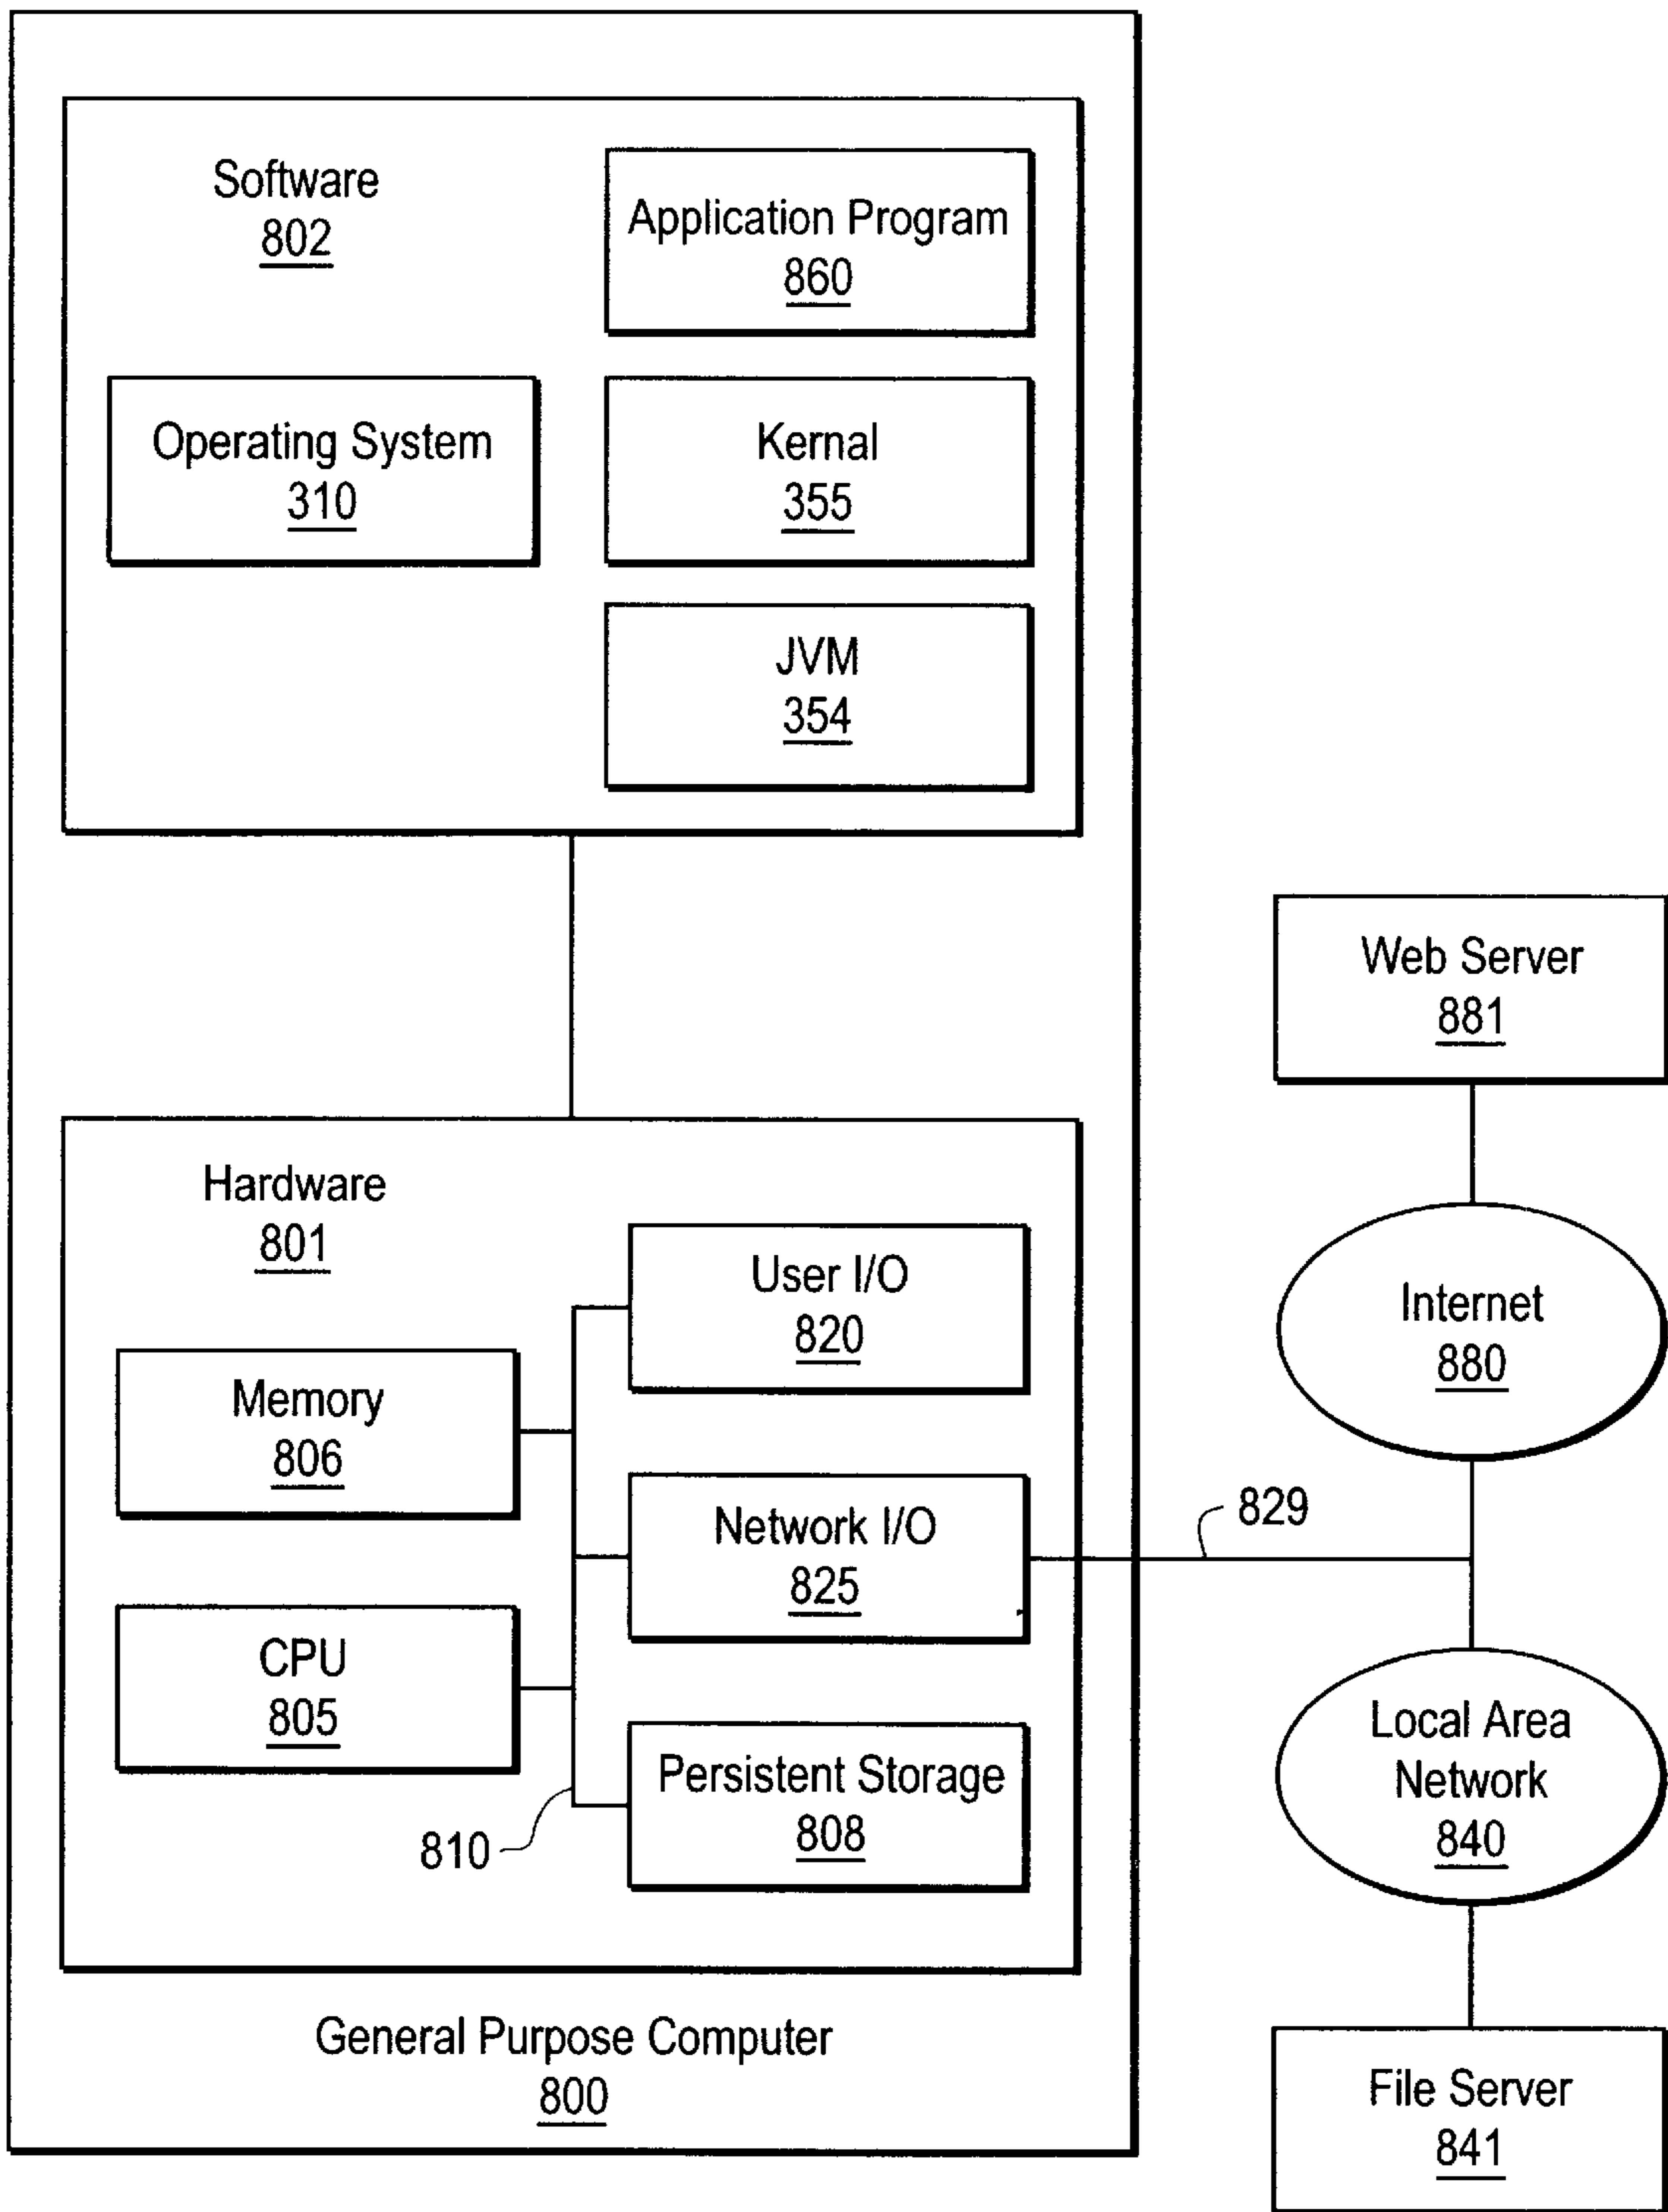 Software
802
Application Program
860
Operating System
310
Kernal
355
JVM
354
Web Server
881
Hardware
801
User I/O
820
Internet
880
Memory
806
Network I/O
825
829
CPU
805
Local Area
Network
840
Persistent Storage
808
810
General Purpose Computer
800
File Server
841